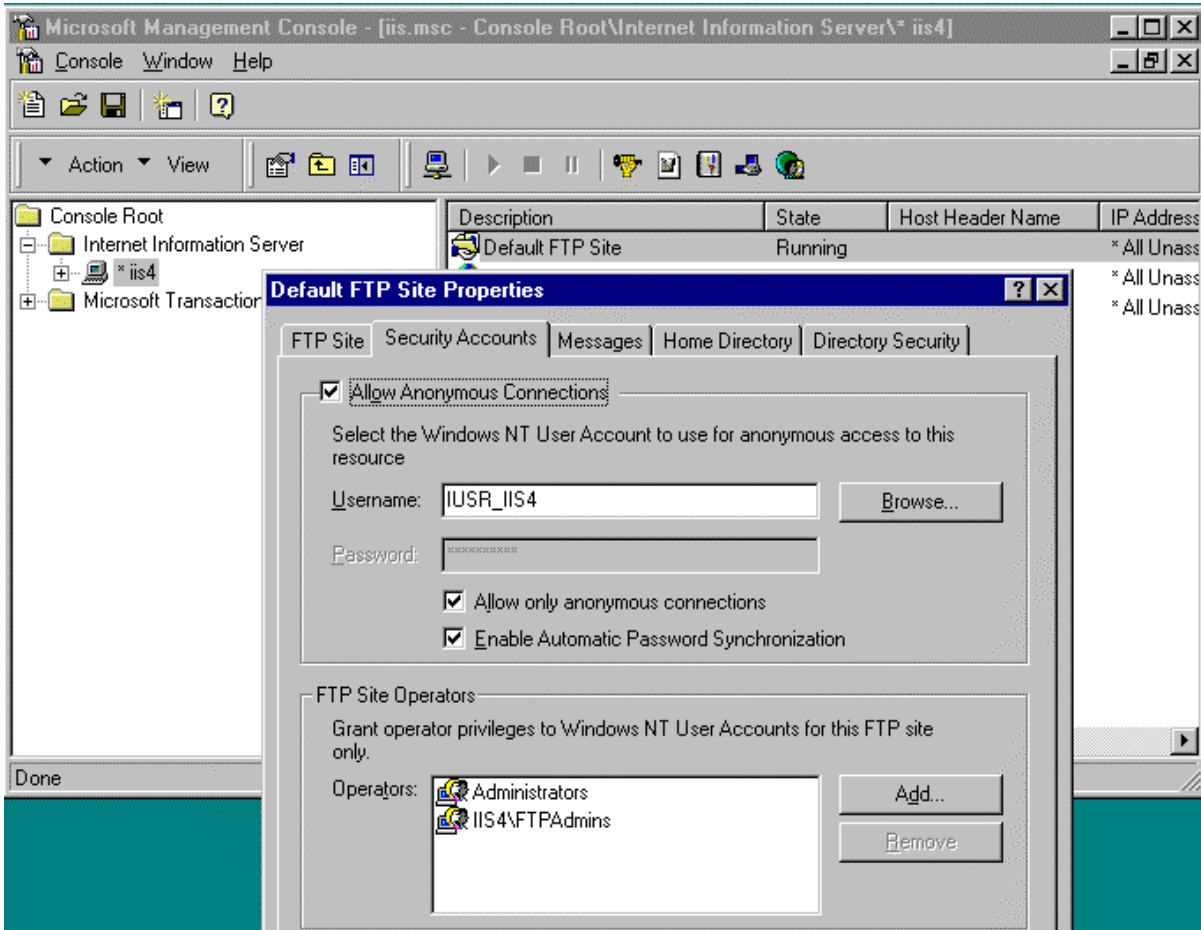 Microsoft Management Console - [iis.msc - Console Root\Internet Information Server\* iis4]
Console Window Help
Action View
Console Root
Internet Information Server
* iis4
Microsoft Transaction
Description State Host Header Name IP Address
Default FTP Site Running * All Unass
* All Unass
* All Unass
Default FTP Site Properties
FTP Site Security Accounts Messages Home Directory Directory Security
Allow Anonymous Connections
Select the Windows NT User Account to use for anonymous access to this
resource
Username: IUSR_IIS4 Browse...
Password: **********
Allow only anonymous connections
Enable Automatic Password Synchronization
FTP Site Operators
Grant operator privileges to Windows NT User Accounts for this FTP site
only.
Operators: Administrators Add...
IIS4\FTPAdmins
Remove
Done